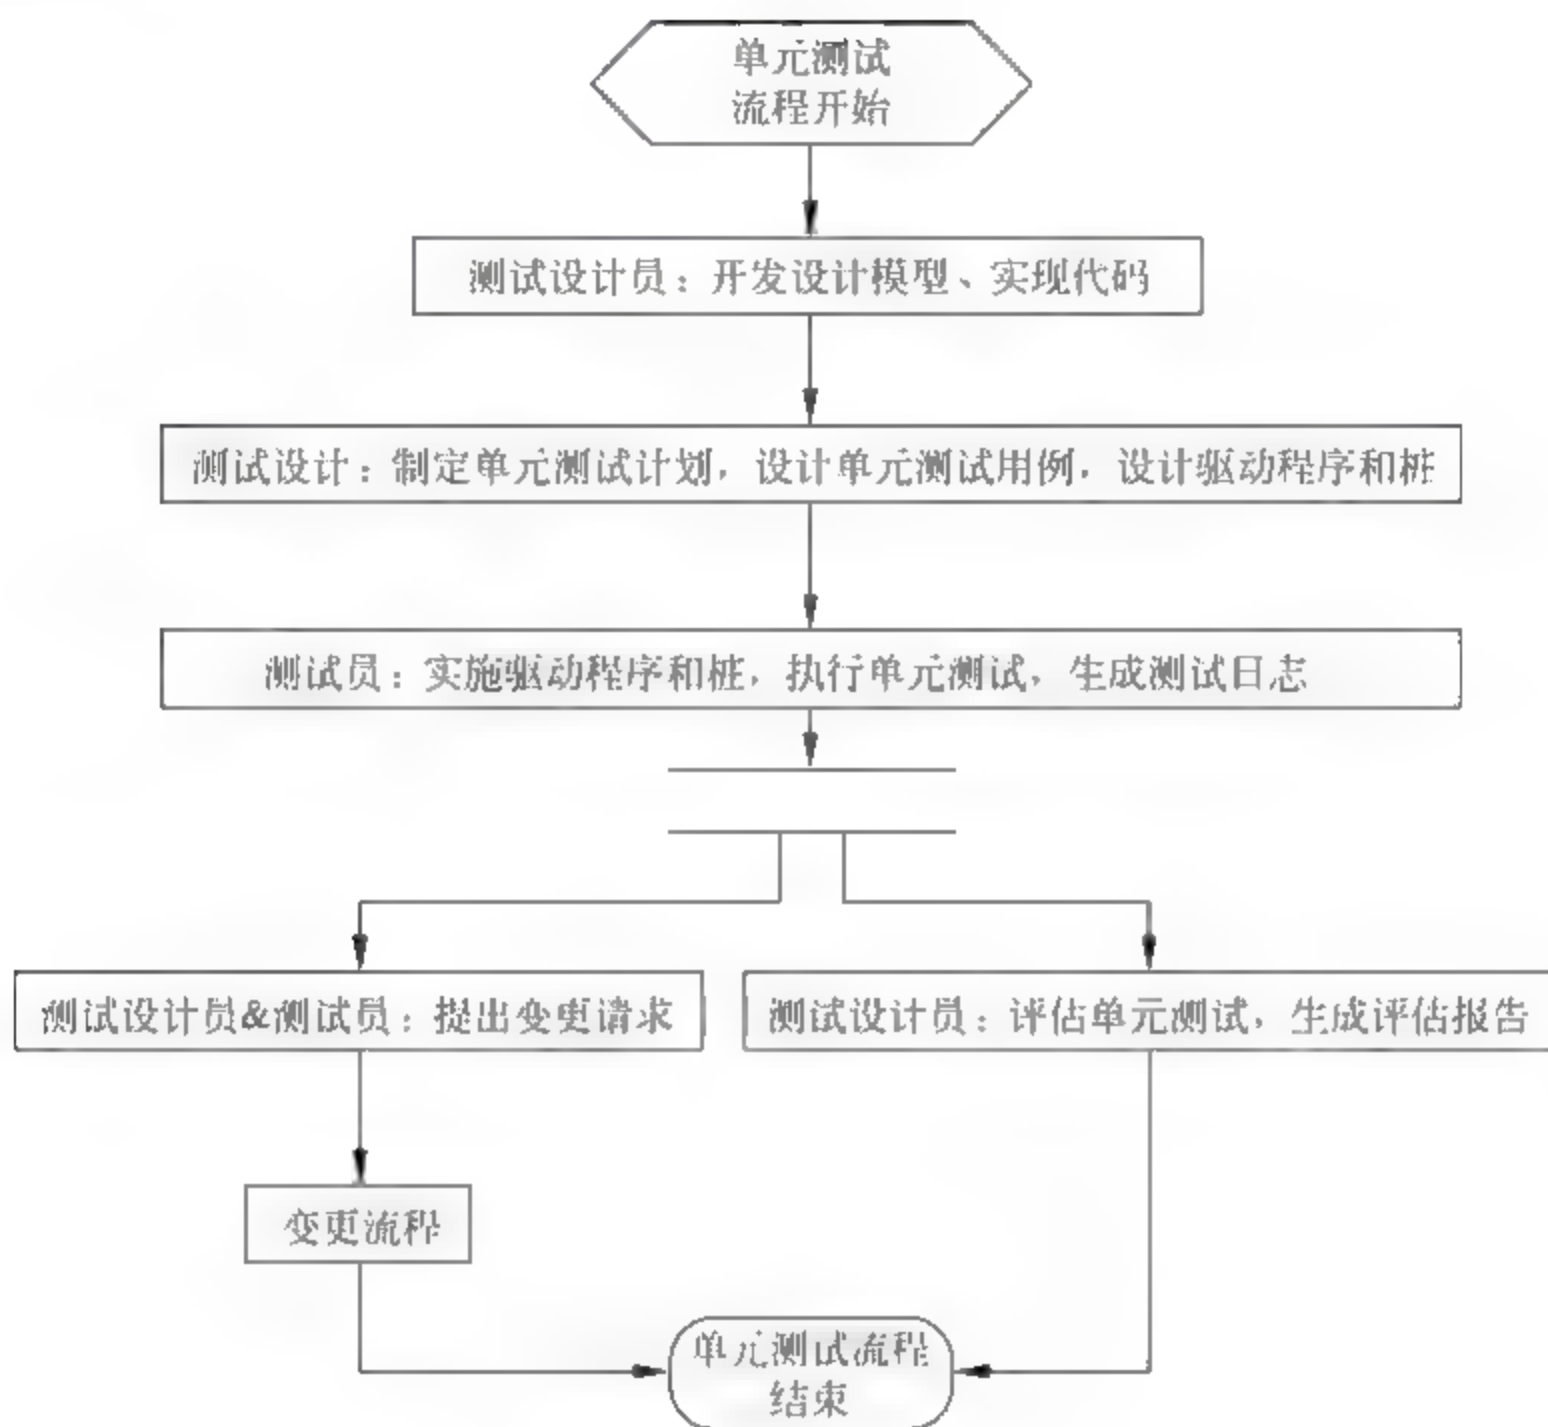 单元测试
流程开始
测试设计员：开发设计模型、实现代码
测试设计：制定单元测试计划，设计单元测试用例，设计驱动程序和桩
测试员：实施驱动程序和桩，执行单元测试，生成测试日志
测试设计员&测试员：提出变更请求
测试设计员：评估单元测试，生成评估报告
变更流程
单元测试流程
结束